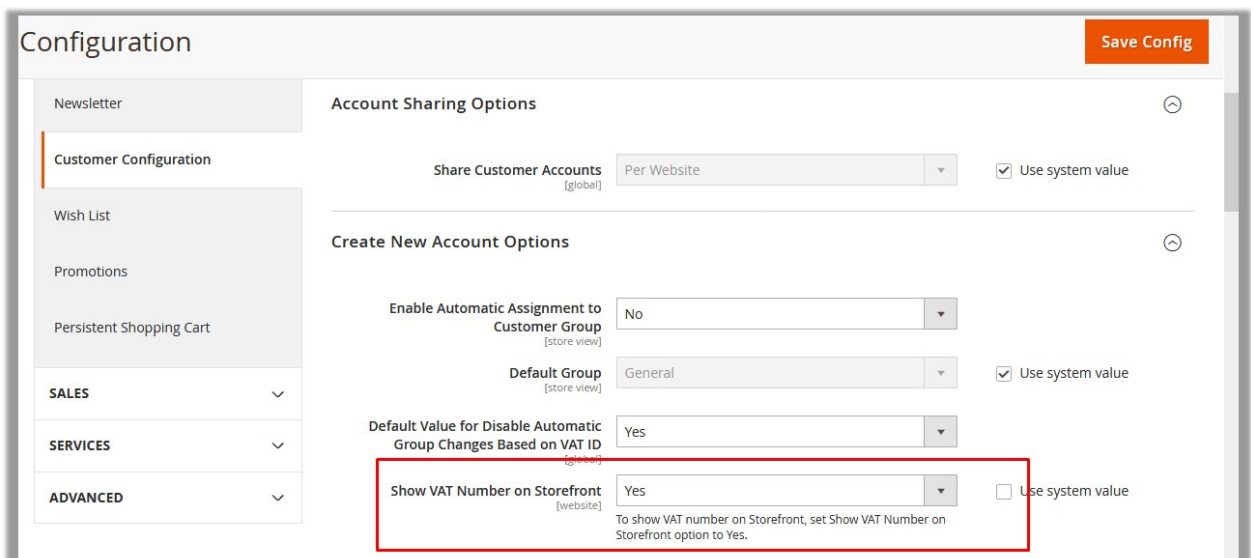 Configuration
Save Config
Newsletter
Customer Configuration
Wish List
Promotions
Persistent Shopping Cart
SALES
SERVICES
ADVANCED
Account Sharing Options
Share Customer Accounts
[global]
Per Website
Use system value
Create New Account Options
Enable Automatic Assignment to
Customer Group
[store view]
No
Default Group
[store view]
General
Use system value
Default Value for Disable Automatic
Group Changes Based on VAT ID
[global]
Yes
Show VAT Number on Storefront
[website]
Yes
Use system value
To show VAT number on Storefront, set Show VAT Number on
Storefront option to Yes.